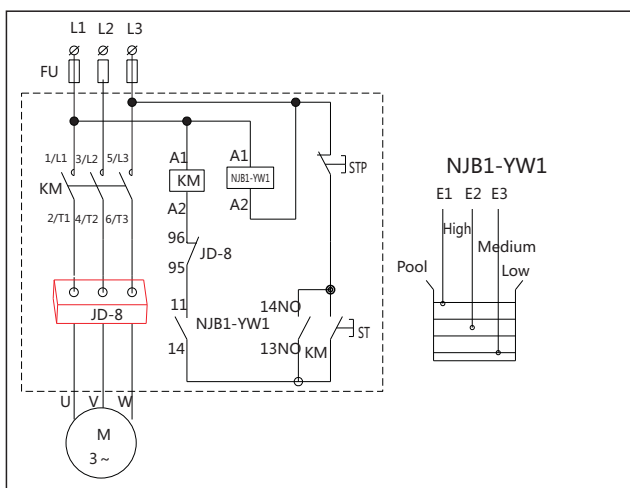 L1 L2 L3
FU
1/L1 3/L2 5/L3
KM
2/T1 4/T2 6/T3
JD-8
U V W
M
3~
A1
KM
A2
96
JD-8
95
11
NJB1-YW1
14
A1
NJB1-YW1
A2
STP
14NO
13NO KM
ST
NJB1-YW1
E1 E2 E3
High
Medium
Pool Low